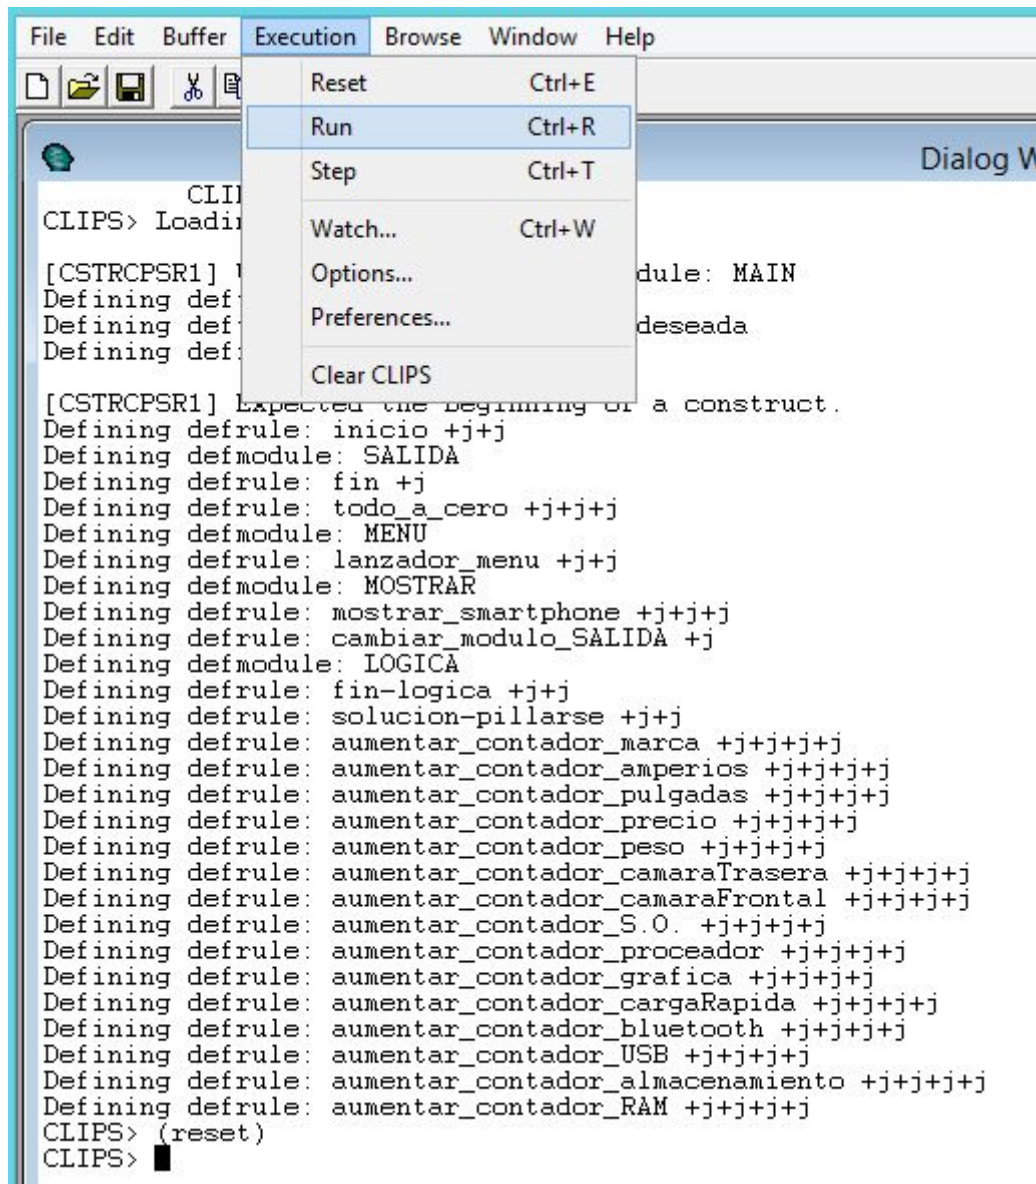 File Edit Buffer Execution Browse Window Help
Reset Ctrl+E
Run Ctrl+R
Step Ctrl+T
Watch... Ctrl+W
Options...
Preferences...
Clear CLIPS
Dialog W
CLI
CLIPS> Loadi
[CSTRCPSR1] dule: MAIN
Defining def
Defining def deseada
Defining def
[CSTRCPSR1] Expected the beginning of a construct.
Defining defrule: inicio +j+j
Defining defmodule: SALIDA
Defining defrule: fin +j
Defining defrule: todo_a_cero +j+j+j
Defining defmodule: MENU
Defining defrule: lanzador_menu +j+j
Defining defmodule: MOSTRAR
Defining defrule: mostrar_smartphone +j+j+j
Defining defrule: cambiar_modulo_SALIDA +j
Defining defmodule: LOGICA
Defining defrule: fin-logica +j+j
Defining defrule: solucion-pillarse +j+j
Defining defrule: aumentar_contador_marca +j+j+j+j
Defining defrule: aumentar_contador_amperios +j+j+j+j
Defining defrule: aumentar_contador_pulgadas +j+j+j+j
Defining defrule: aumentar_contador_precio +j+j+j+j
Defining defrule: aumentar_contador_peso +j+j+j+j
Defining defrule: aumentar_contador_camaraTrasera +j+j+j+j
Defining defrule: aumentar_contador_camaraFrontal +j+j+j+j
Defining defrule: aumentar_contador_S.O. +j+j+j+j
Defining defrule: aumentar_contador_proceador +j+j+j+j
Defining defrule: aumentar_contador_grafica +j+j+j+j
Defining defrule: aumentar_contador_cargaRapida +j+j+j+j
Defining defrule: aumentar_contador_bluetooth +j+j+j+j
Defining defrule: aumentar_contador_USB +j+j+j+j
Defining defrule: aumentar_contador_almacenamiento +j+j+j+j
Defining defrule: aumentar_contador_RAM +j+j+j+j
CLIPS> (reset)
CLIPS>